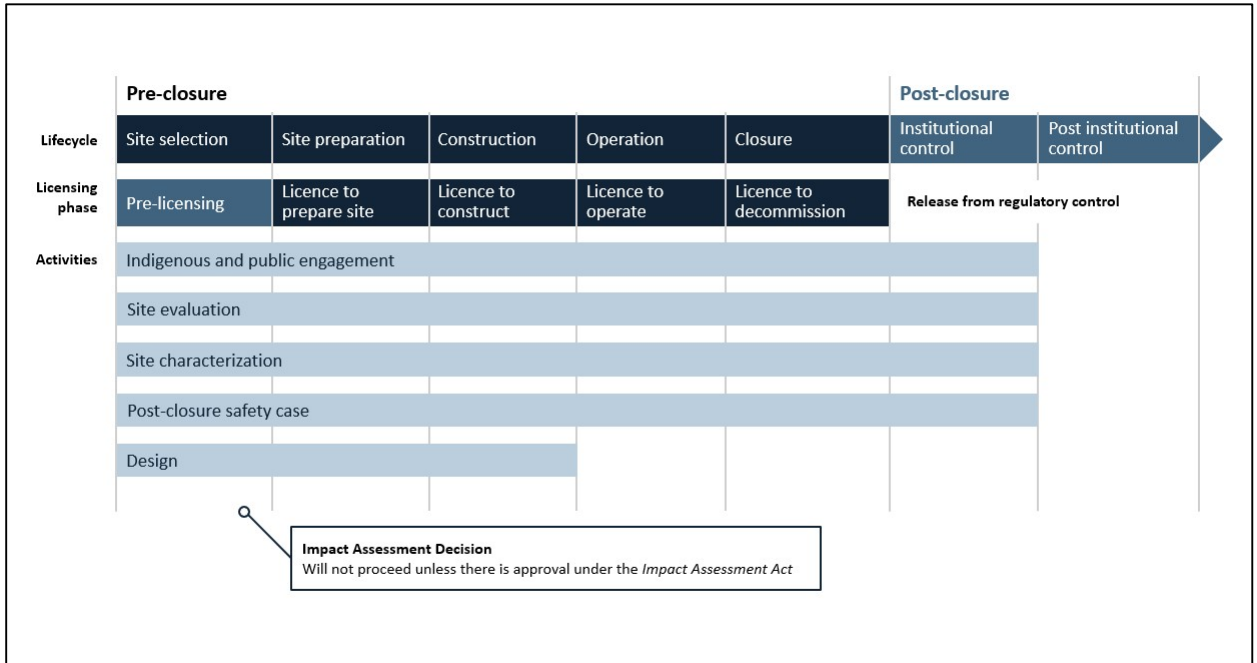 Pre-closure
Post-closure
Lifecycle
Site selection
Site preparation
Construction
Operation
Closure
Institutional
control
Post institutional
control
Licensing
phase
Pre-licensing
Licence to
prepare site
Licence to
construct
Licence to
operate
Licence to
decommission
Release from regulatory control
Activities
Indigenous and public engagement
Site evaluation
Site characterization
Post-closure safety case
Design
Impact Assessment Decision
Will not proceed unless there is approval under the Impact Assessment Act